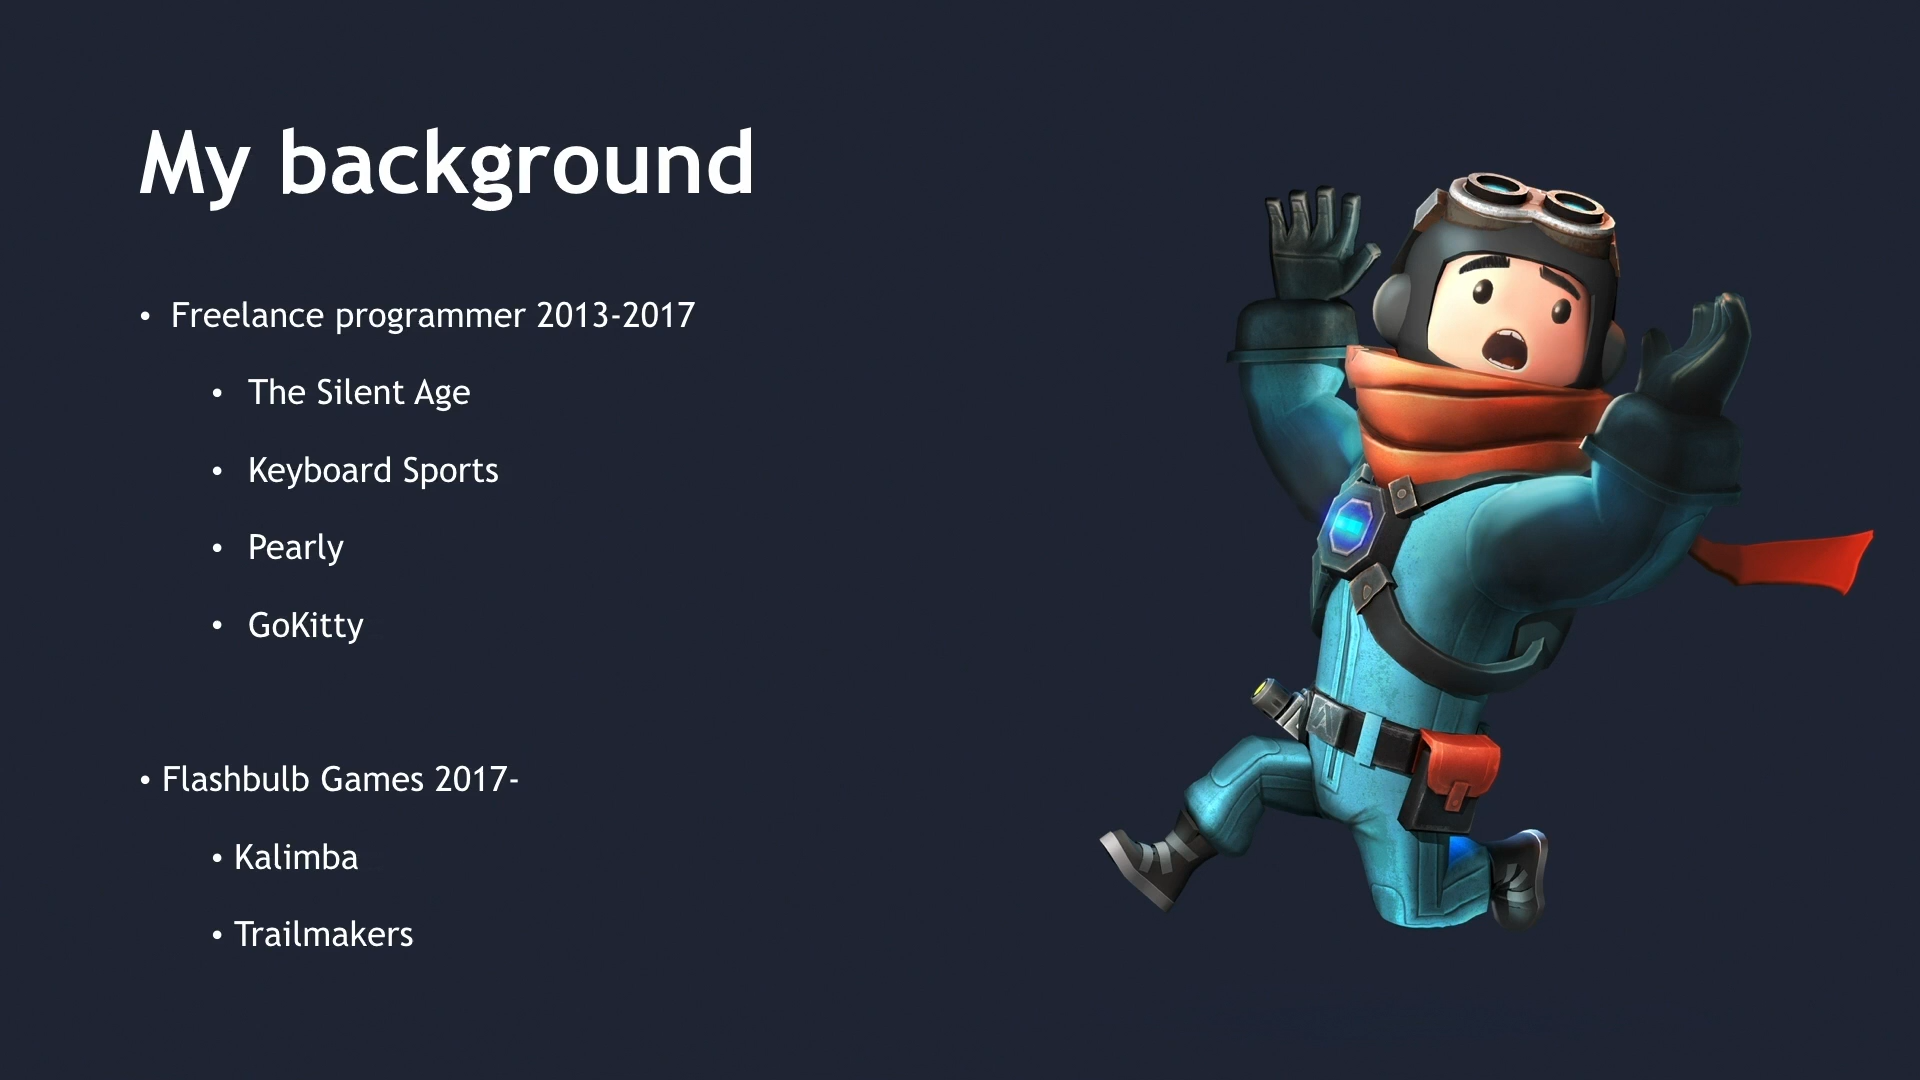 My background
• Freelance programmer 2013-2017
• The Silent Age
• Keyboard Sports
• Pearly
• GoKitty
• Flashbulb Games 2017-
• Kalimba
• Trailmakers